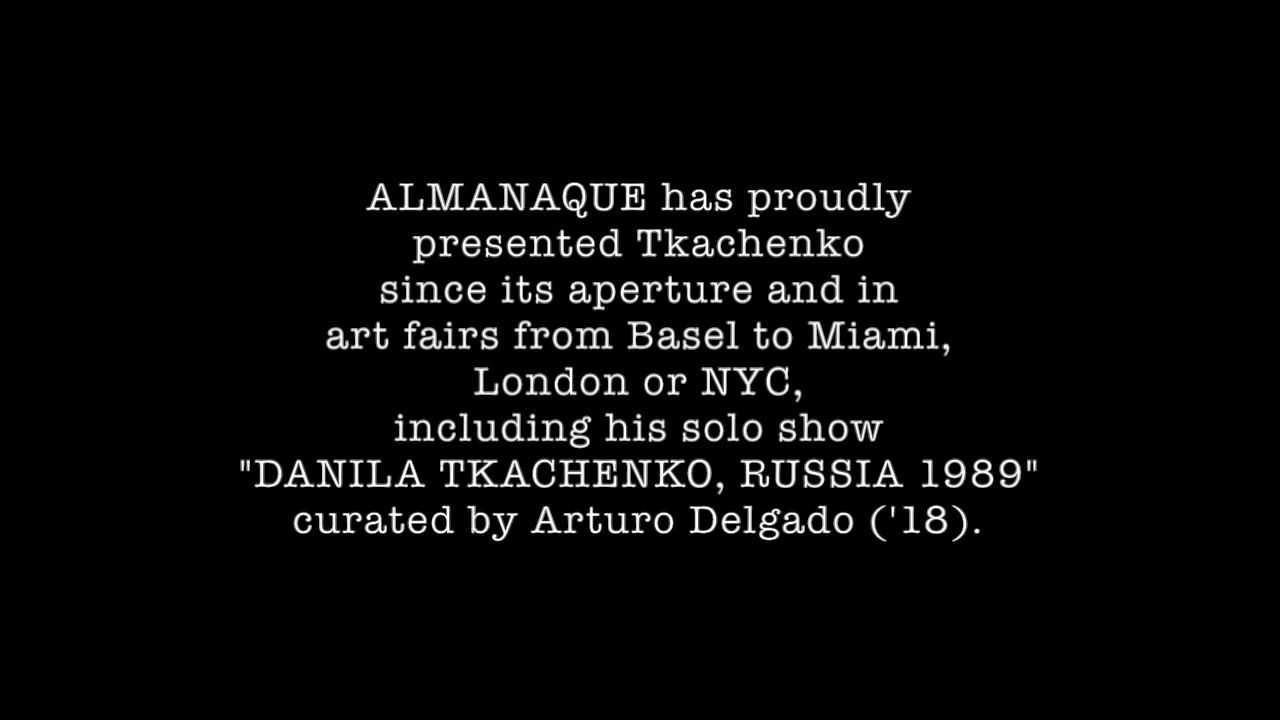 ALMANAQUE has proudly
presented Tkachenko
since its aperture and in
art fairs from Basel to Miami,
London or NYC,
including his solo show
"DANILA TKACHENKO, RUSSIA 1989"
curated by Arturo Delgado ('18).